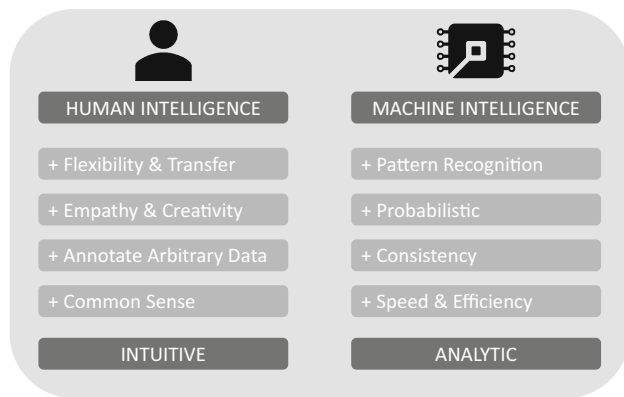 HUMAN INTELLIGENCE
+ Flexibility & Transfer
+ Empathy & Creativity
+ Annotate Arbitrary Data
+ Common Sense
INTUITIVE
MACHINE INTELLIGENCE
+ Pattern Recognition
+ Probabilistic
+ Consistency
+ Speed & Efficiency
ANALYTIC